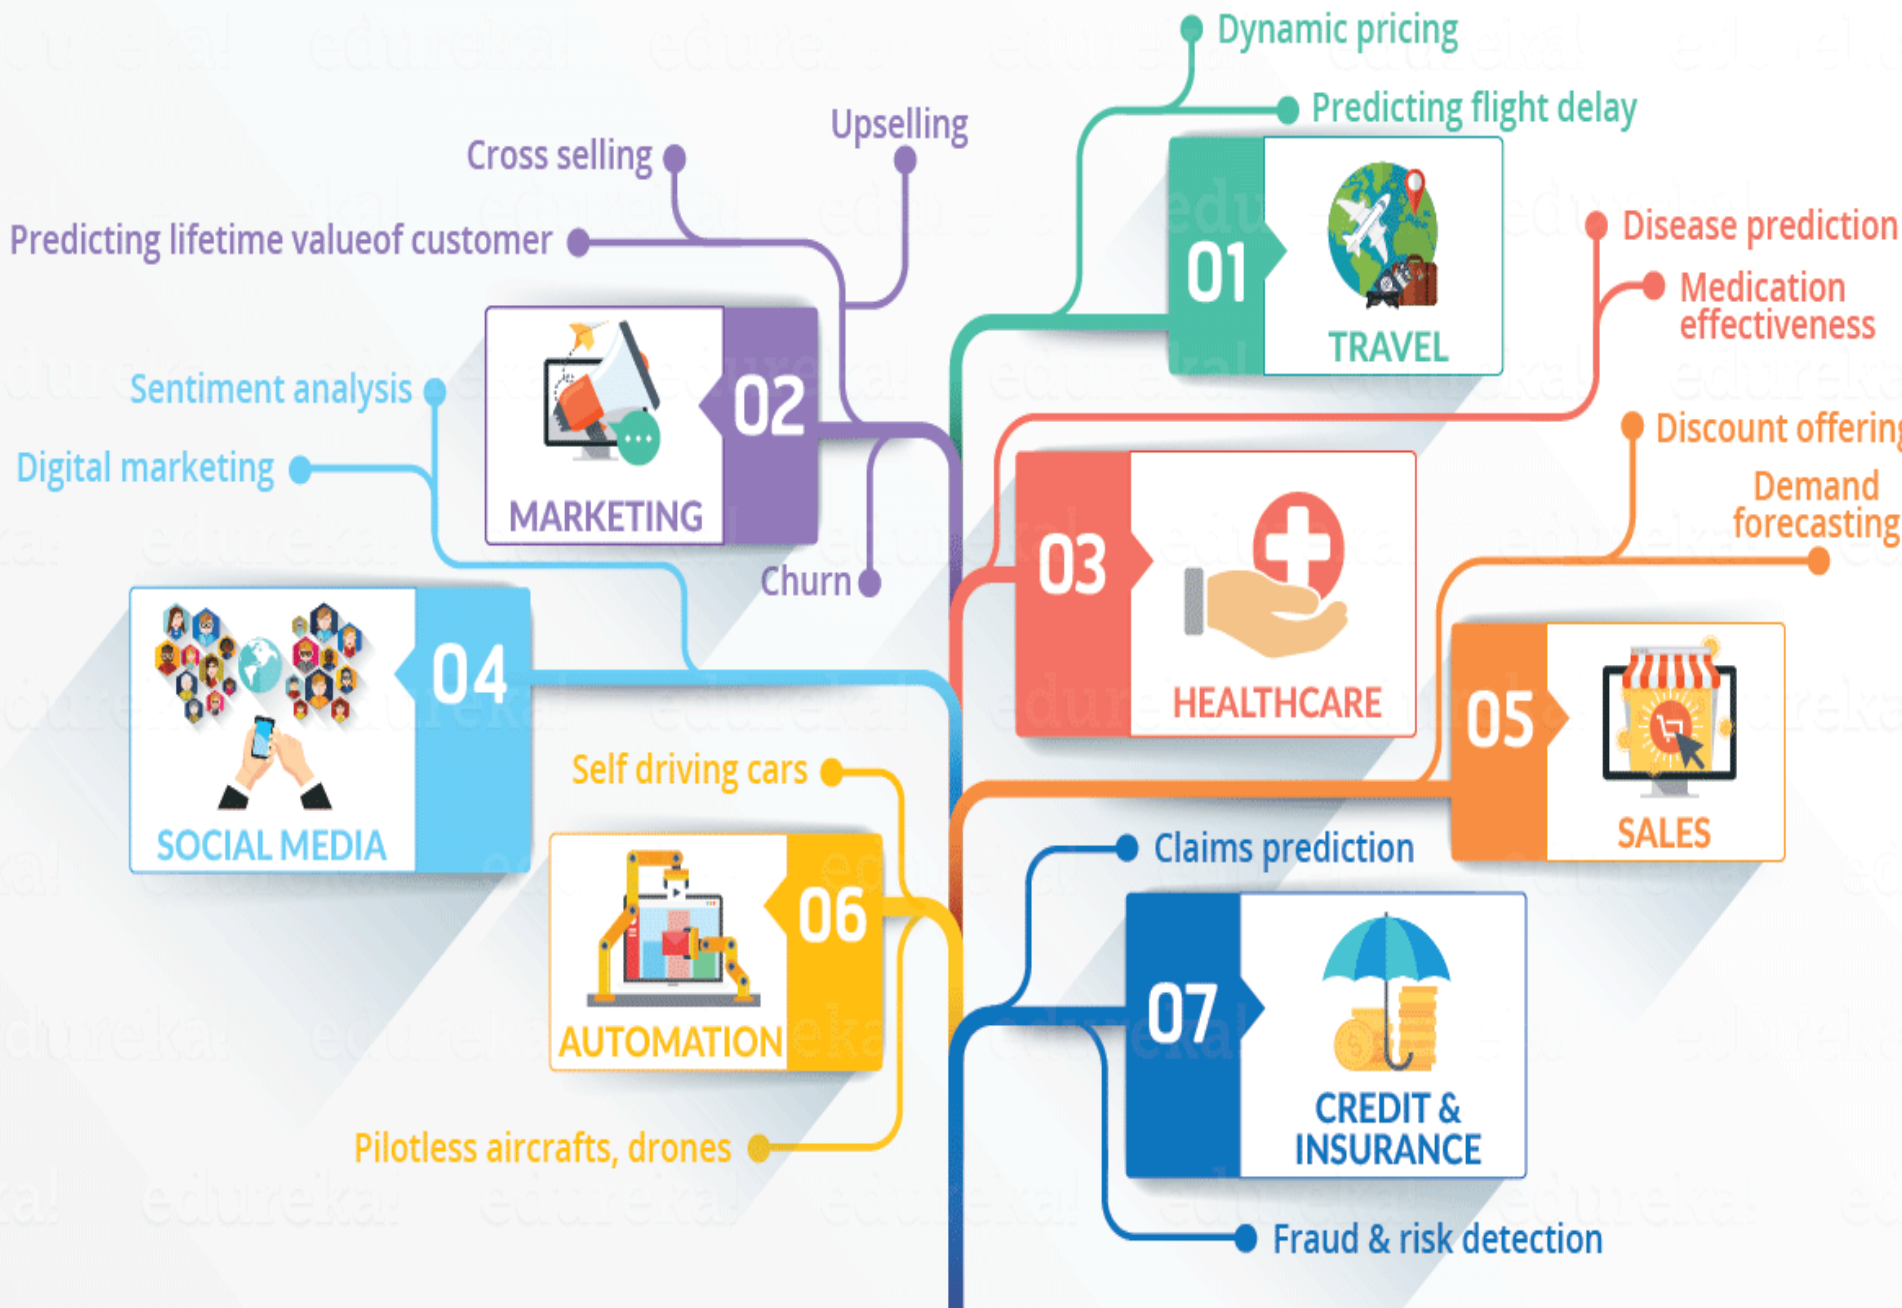 Dynamic pricing
Predicting flight delay
01
TRAVEL
Upselling
Cross selling
Predicting lifetime valueof customer
02
MARKETING
Churn
Disease prediction
Medication
effectiveness
03
HEALTHCARE
Sentiment analysis
Digital marketing
04
SOCIAL MEDIA
Discount offering
Demand
forecasting
05
SALES
Self driving cars
06
AUTOMATION
Pilotless aircrafts, drones
Claims prediction
07
CREDIT &
INSURANCE
Fraud & risk detection
edureka!